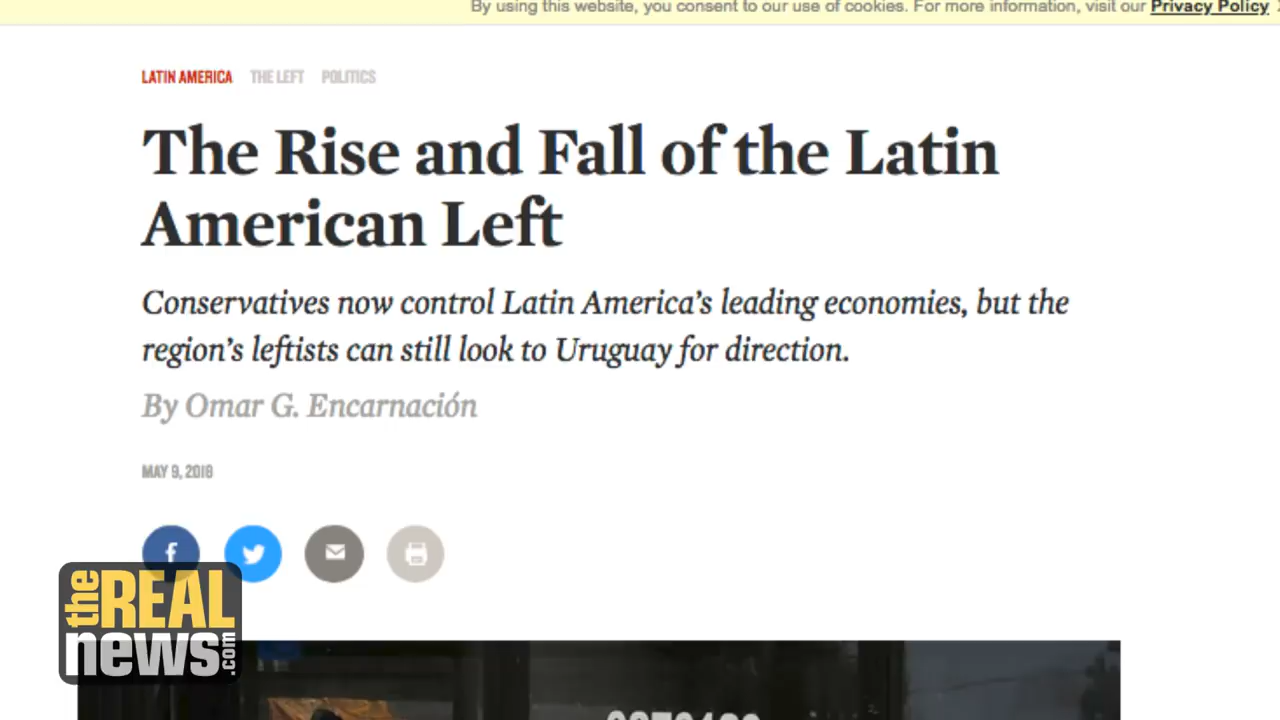 By using this website, you consent to our use of cookies. For more information, visit our Privacy Policy
LATIN AMERICA THE LEFT POLITICS
The Rise and Fall of the Latin
American Left
Conservatives now control Latin America's leading economies, but the
region's leftists can still look to Uruguay for direction.
By Omar G. Encarnación
MAY 9, 2018
the REAL
news.com